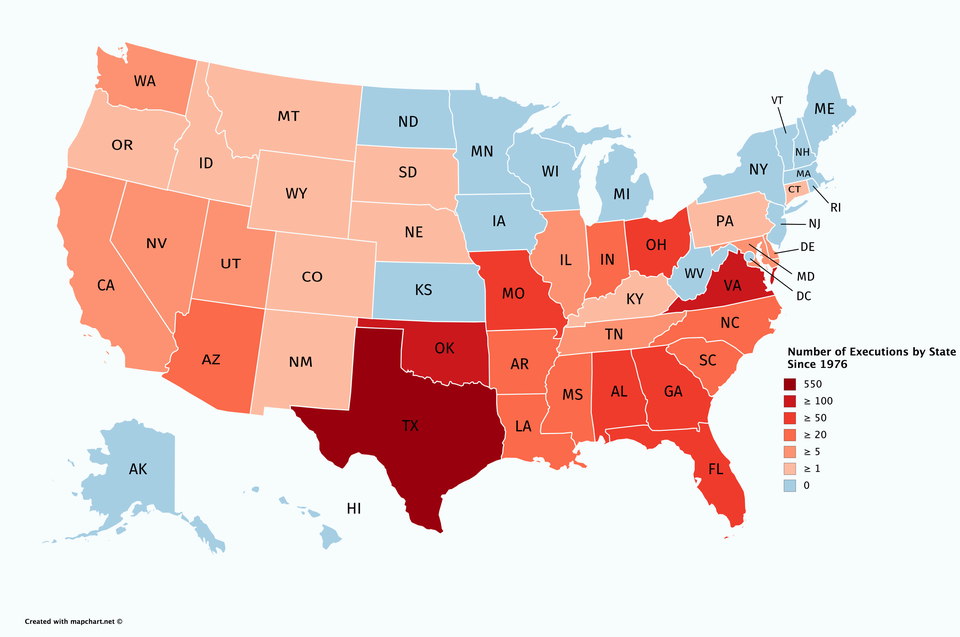 WA
MT
ND
MN
ME
VT
NH
MA
CT
RI
NY
NJ
OR
ID
SD
WI
MI
WY
IA
NE
PA
DE
MD
DC
NV
UT
CO
IL
IN
OH
WV
VA
CA
KS
MO
KY
NC
TN
AZ
NM
OK
AR
SC
MS
AL
GA
LA
TX
FL
AK
HI
Number of Executions by State
Since 1976
550
≥ 100
≥ 50
≥ 20
≥ 5
≥ 1
0
Created with mapchart.net ©